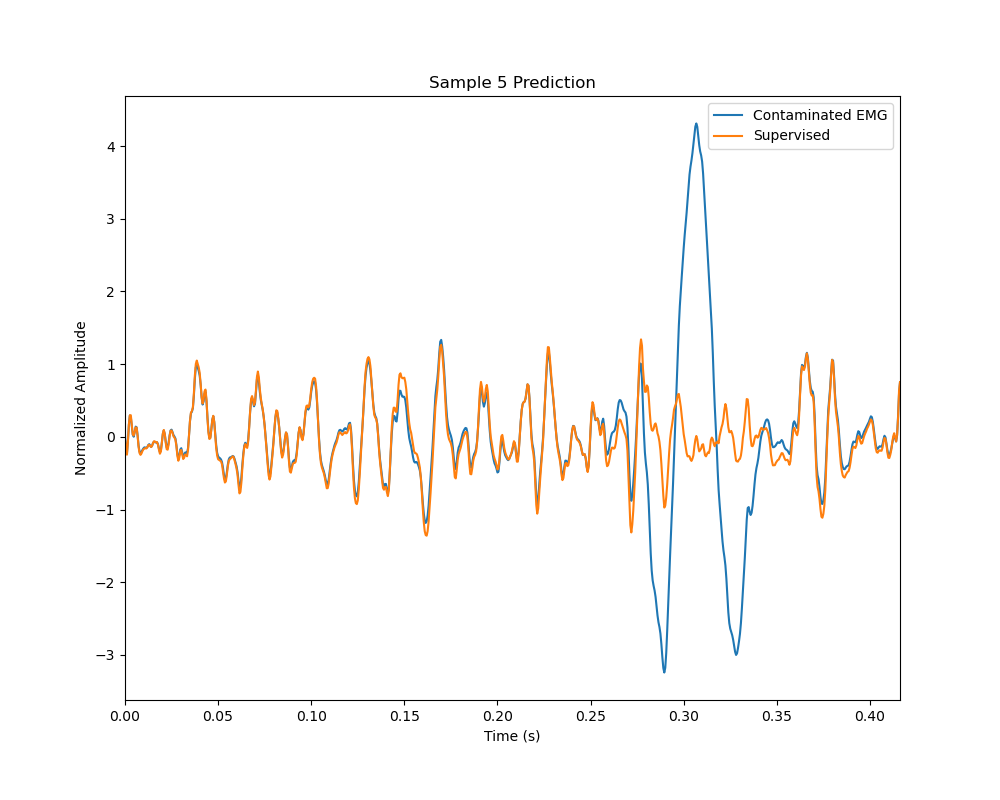 Sample 5 Prediction
Contaminated EMG
Supervised
Normalized Amplitude
4
3
2
1
0
−1
−2
−3
0.00 0.05 0.10 0.15 0.20 0.25 0.30 0.35 0.40
Time (s)